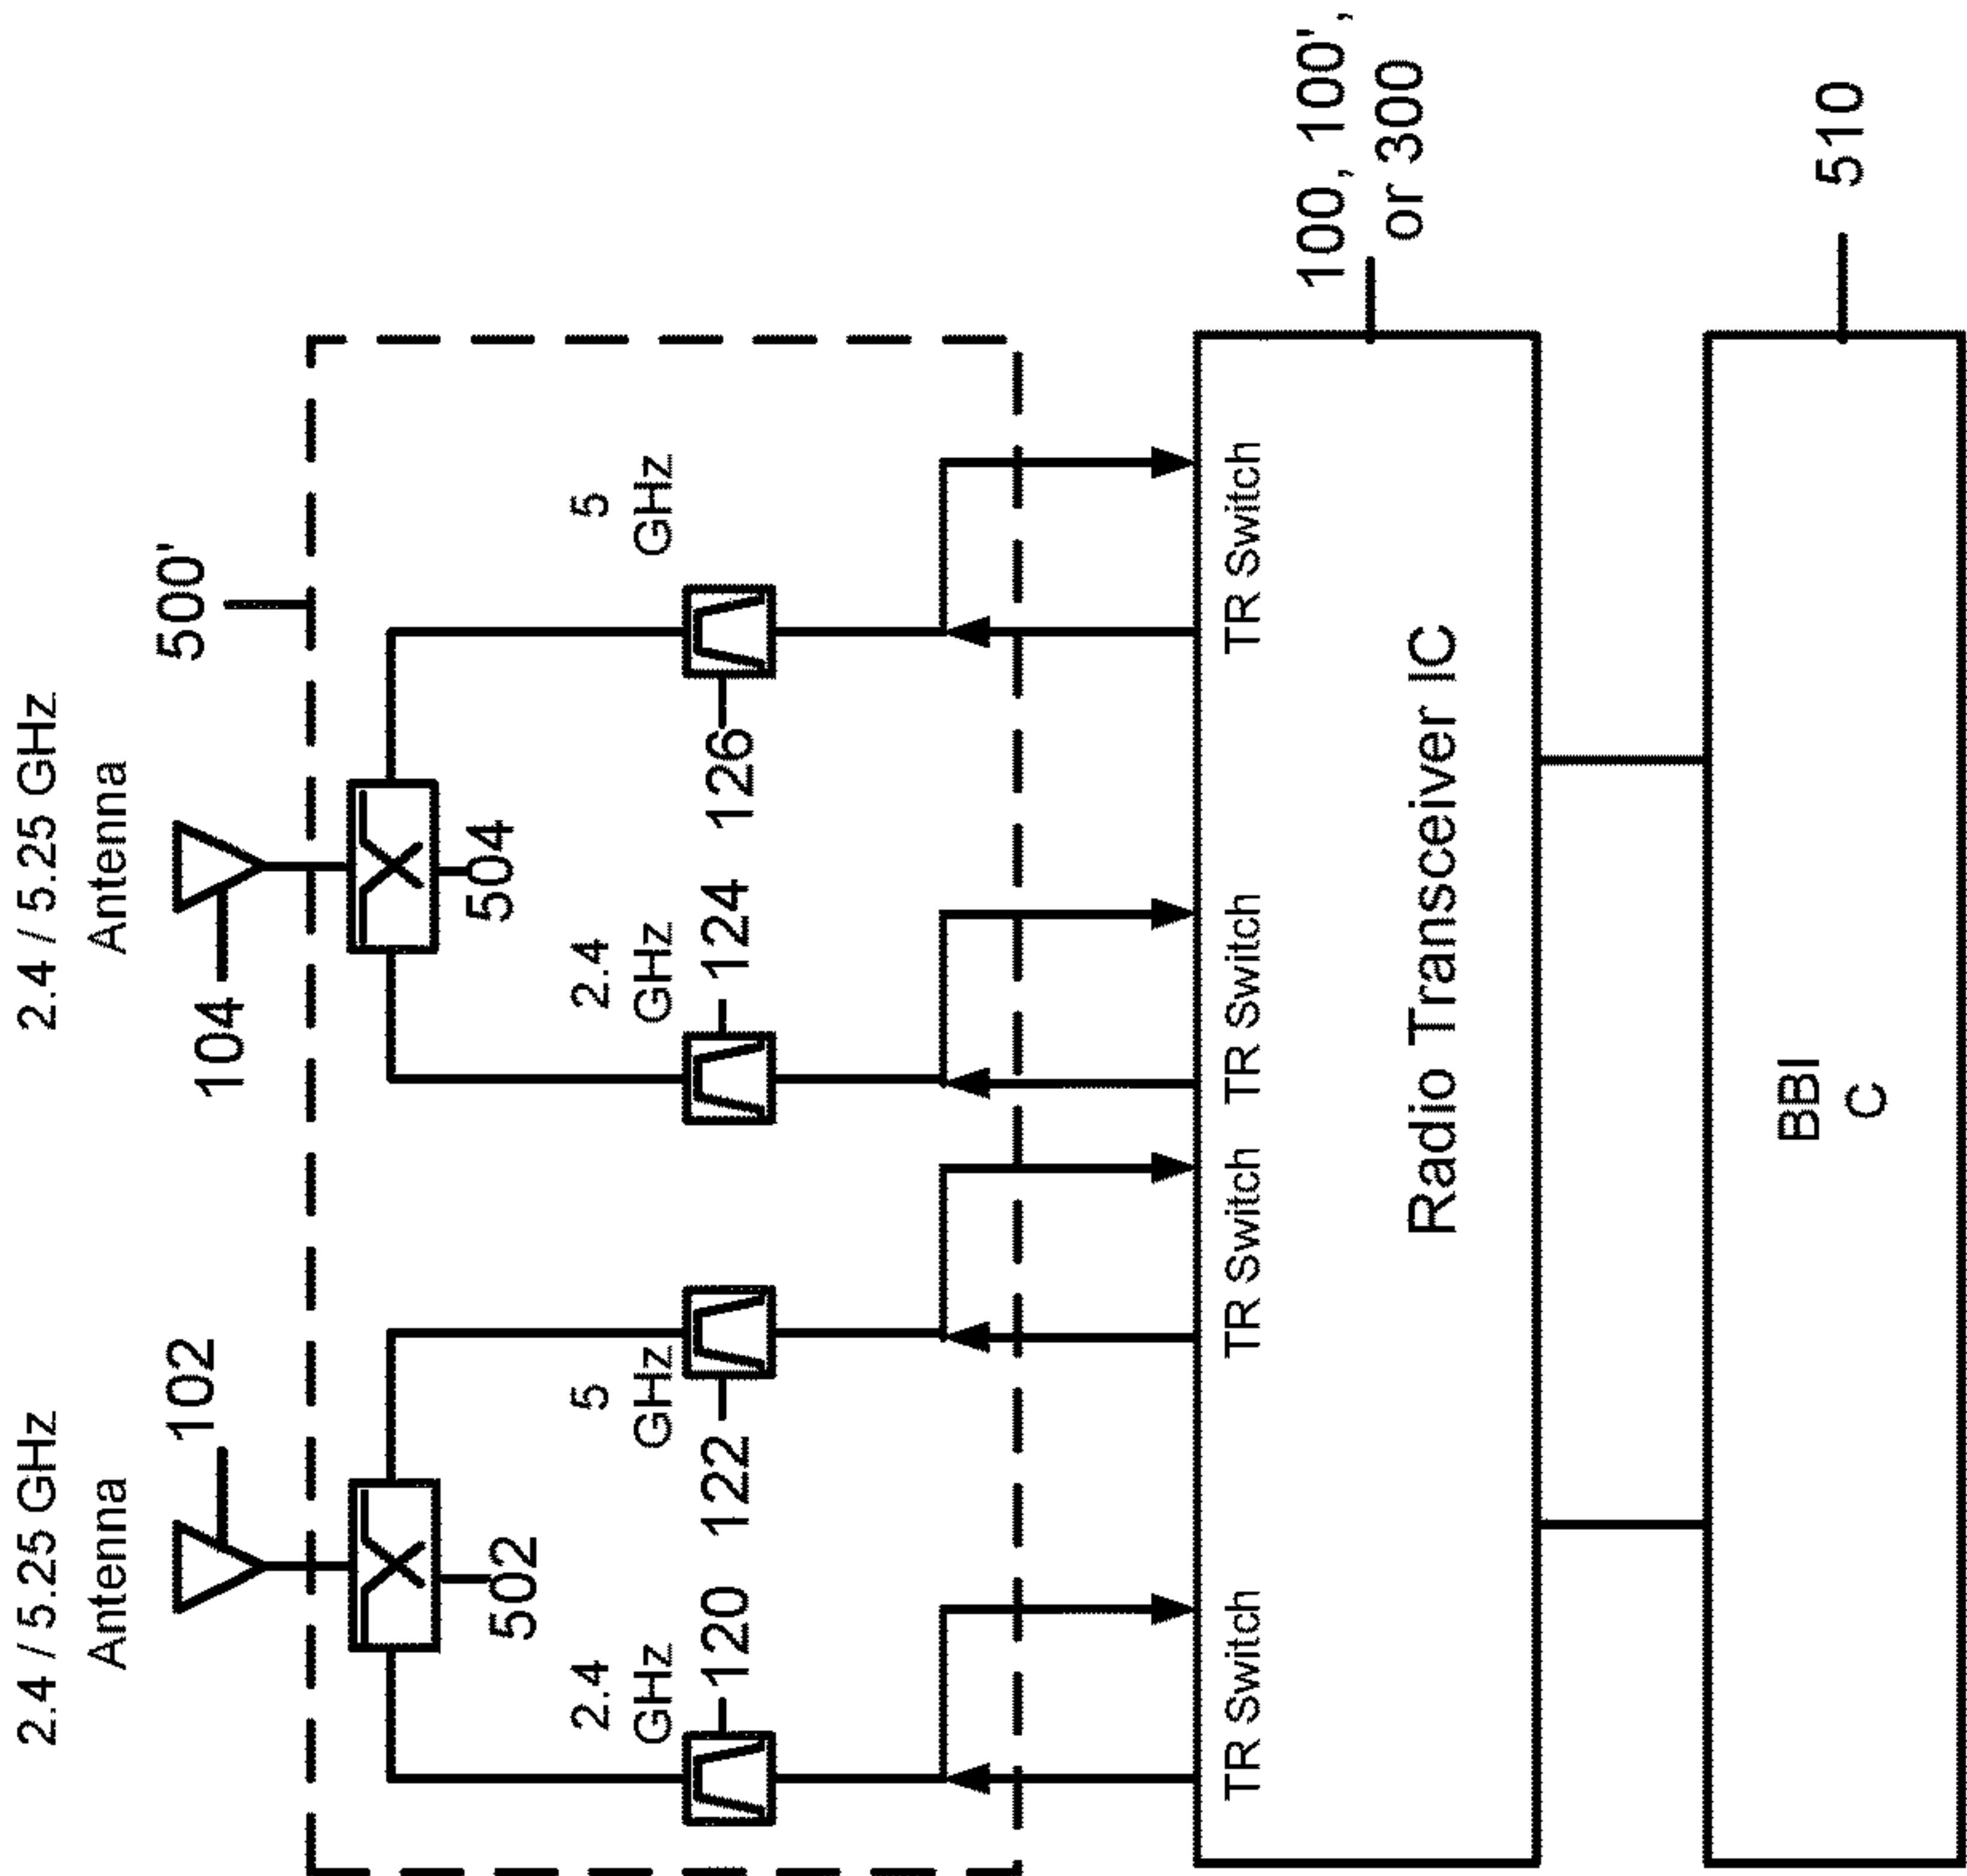 2.4 / 5.25 GHz
Antenna
2.4 / 5.25 GHz
Antenna
102
104
500'
502
504
2.4
GHz
5
GHz
2.4
GHz
5
GHz
120
122
124
126
TR Switch
TR Switch
TR Switch
TR Switch
Radio Transceiver IC
100, 100',
or 300
BBI
C
510